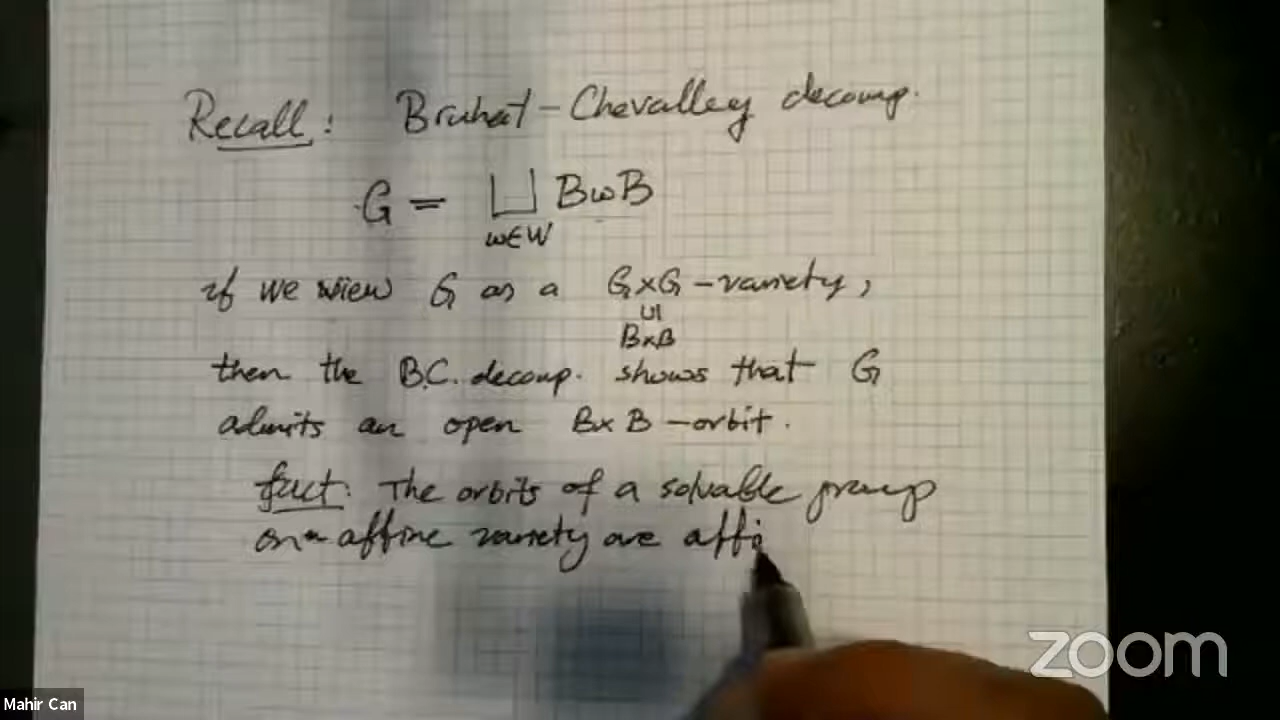 Recall: Bruhat-Chevalley decomp.
G = ⊔ BwB
w∈W
if we view G as a G×G-variety,
∪|
B×B
then the B.C. decomp. shows that G
admits an open B×B-orbit.
fact: The orbits of a solvable group
on a affine variety are affi
zoom
Mahir Can